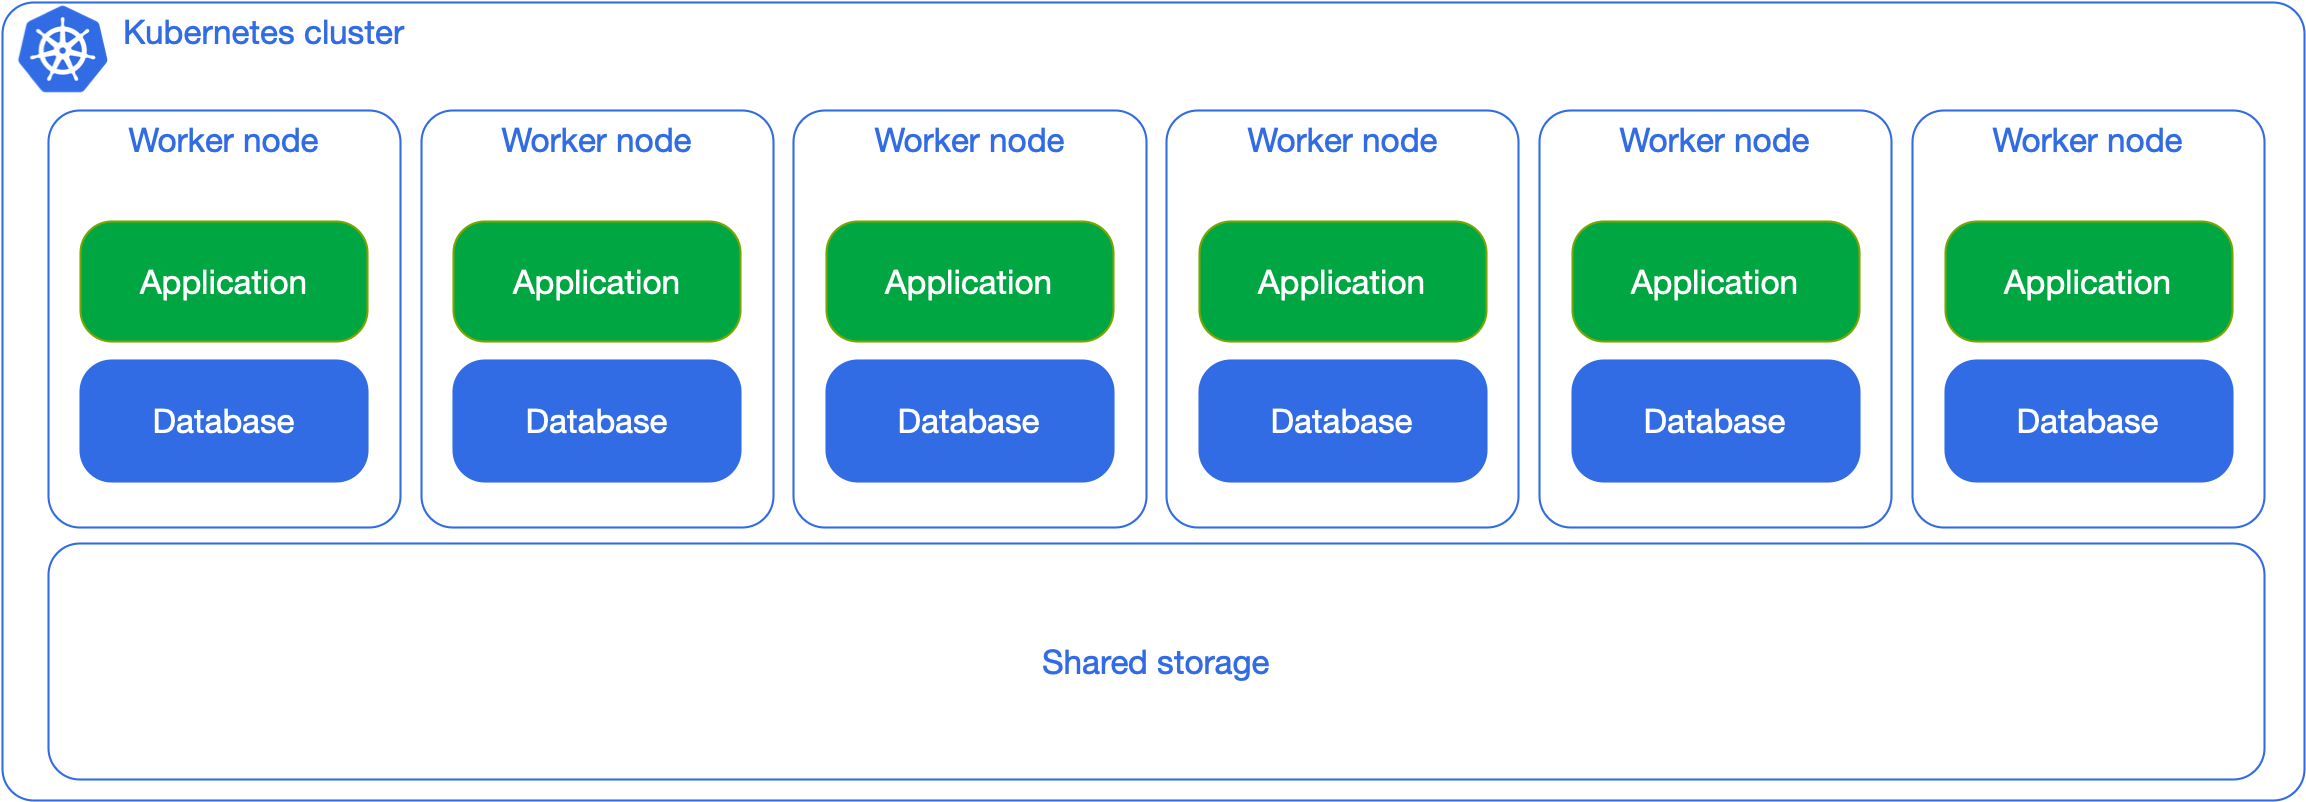 Kubernetes cluster
Worker node
Worker node
Worker node
Worker node
Worker node
Worker node
Application
Application
Application
Application
Application
Application
Database
Database
Database
Database
Database
Database
Shared storage